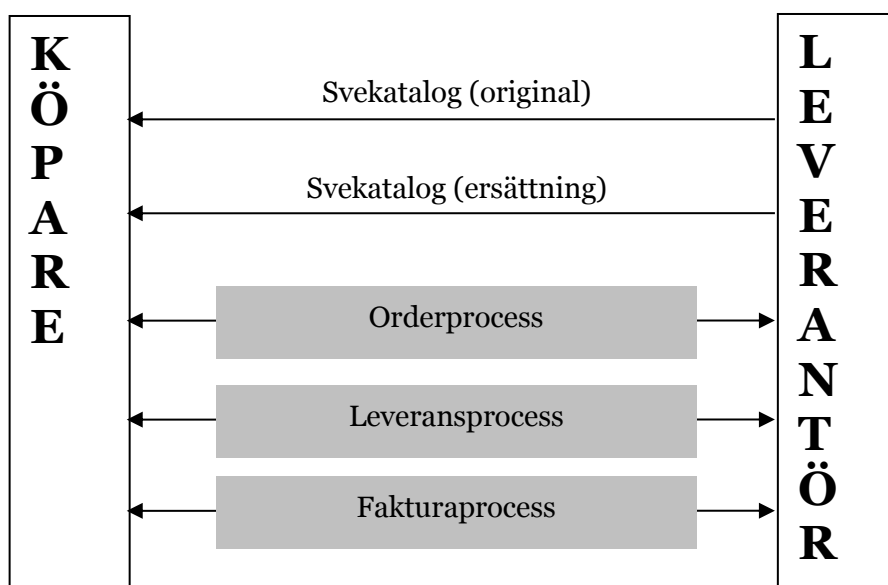 KÖPARE
Svekatalog (original)
Svekatalog (ersättning)
Orderprocess
Leveransprocess
Fakturaprocess
LEVERANTÖR